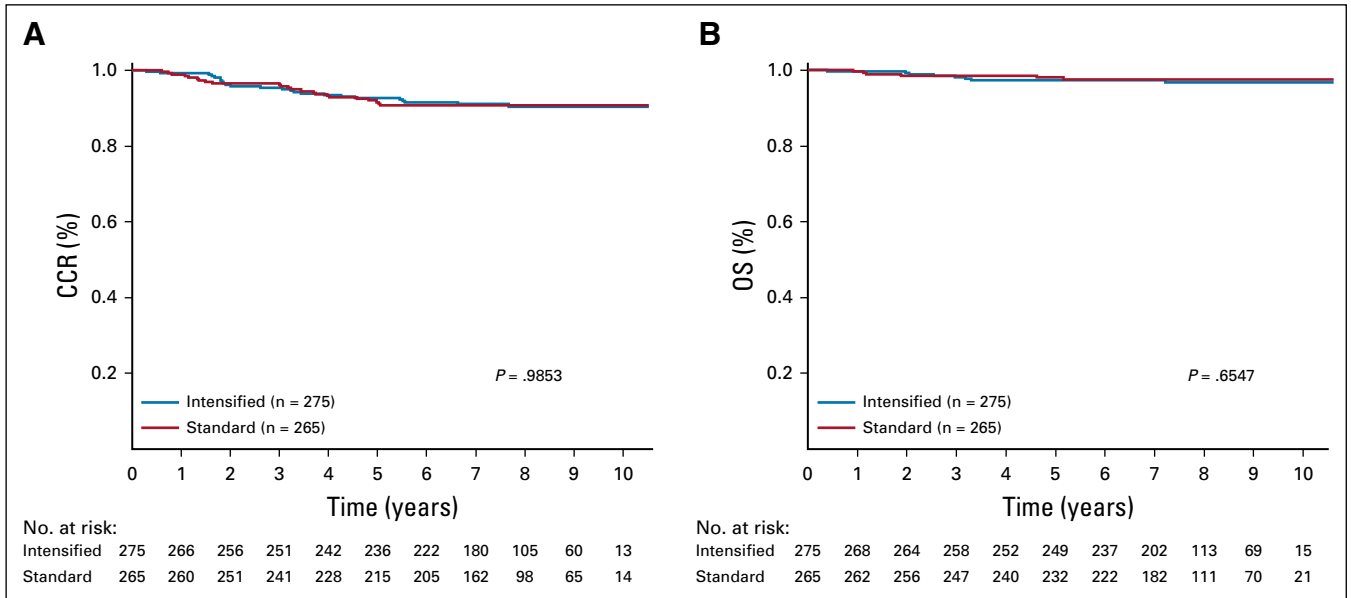 A
CCR (%)
1.0
0.8
0.6
0.4
0.2
P = .9853
Intensified (n = 275)
Standard (n = 265)
0 1 2 3 4 5 6 7 8 9 10
Time (years)
No. at risk:
Intensified 275 266 256 251 242 236 222 180 105 60 13
Standard 265 260 251 241 228 215 205 162 98 65 14
B
OS (%)
1.0
0.8
0.6
0.4
0.2
P = .6547
Intensified (n = 275)
Standard (n = 265)
0 1 2 3 4 5 6 7 8 9 10
Time (years)
No. at risk:
Intensified 275 268 264 258 252 249 237 202 113 69 15
Standard 265 262 256 247 240 232 222 182 111 70 21